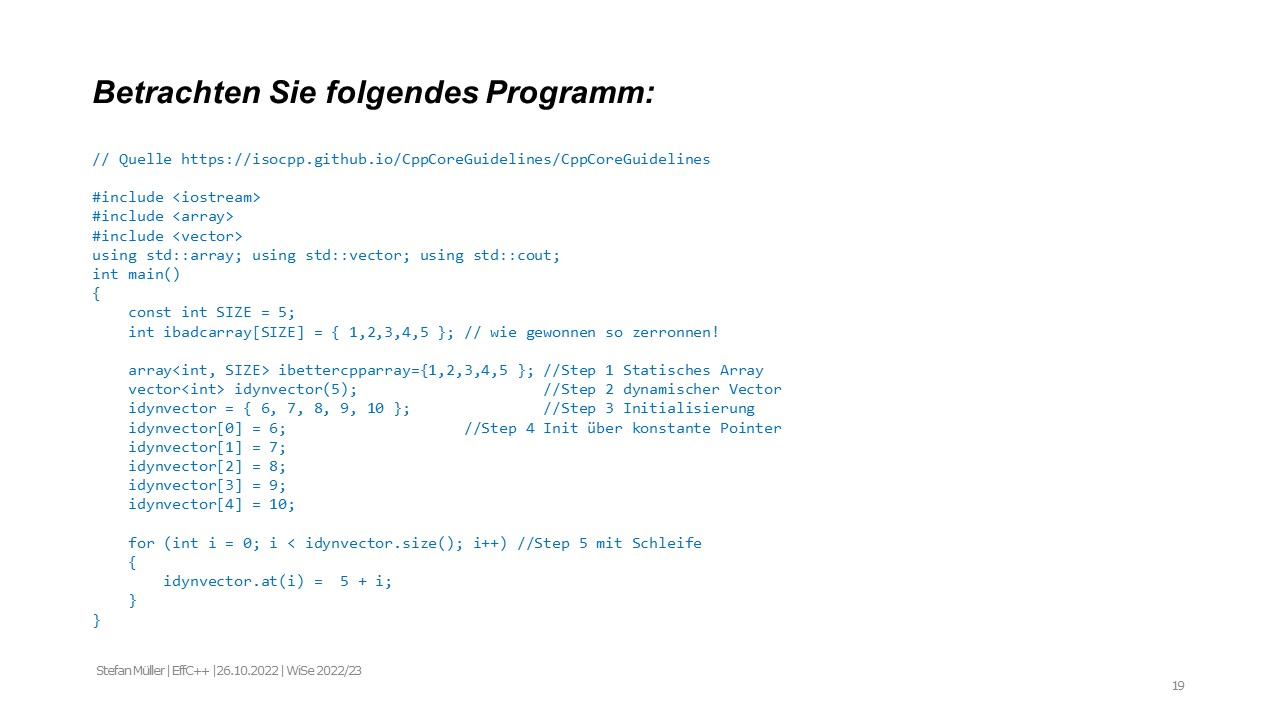 Betrachten Sie folgendes Programm:
// Quelle https://isocpp.github.io/CppCoreGuidelines/CppCoreGuidelines
#include <iostream>
#include <array>
#include <vector>
using std::array; using std::vector; using std::cout;
int main()
{
    const int SIZE = 5;
    int ibadcarray[SIZE] = { 1,2,3,4,5 }; // wie gewonnen so zerronnen!
    array<int, SIZE> ibettercpparray={1,2,3,4,5 }; //Step 1 Statisches Array
    vector<int> idynvector(5);                     //Step 2 dynamischer Vector
    idynvector = { 6, 7, 8, 9, 10 };               //Step 3 Initialisierung
    idynvector[0] = 6;                    //Step 4 Init über konstante Pointer
    idynvector[1] = 7;
    idynvector[2] = 8;
    idynvector[3] = 9;
    idynvector[4] = 10;
    for (int i = 0; i < idynvector.size(); i++) //Step 5 mit Schleife
    {
        idynvector.at(i) =  5 + i;
    }
}
Stefan Müller | EffC++ |26.10.2022 | WiSe 2022/23
19